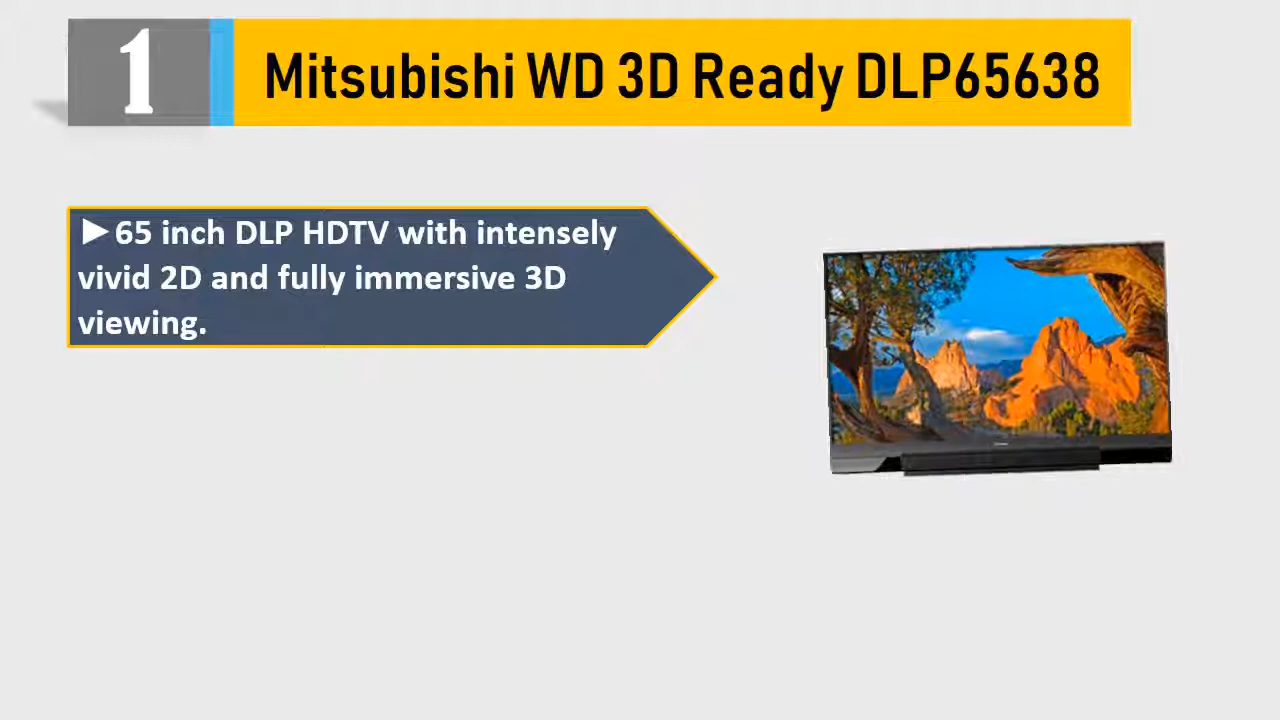 1
Mitsubishi WD 3D Ready DLP65638
►65 inch DLP HDTV with intensely
vivid 2D and fully immersive 3D
viewing.